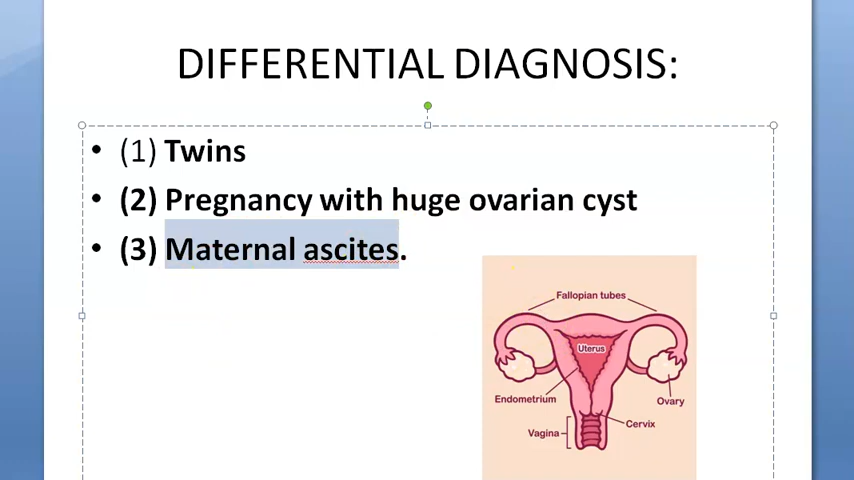 DIFFERENTIAL DIAGNOSIS:
• (1) Twins
• (2) Pregnancy with huge ovarian cyst
• (3) Maternal ascites.
Fallopian tubes
Uterus
Endometrium
Ovary
Cervix
Vagina